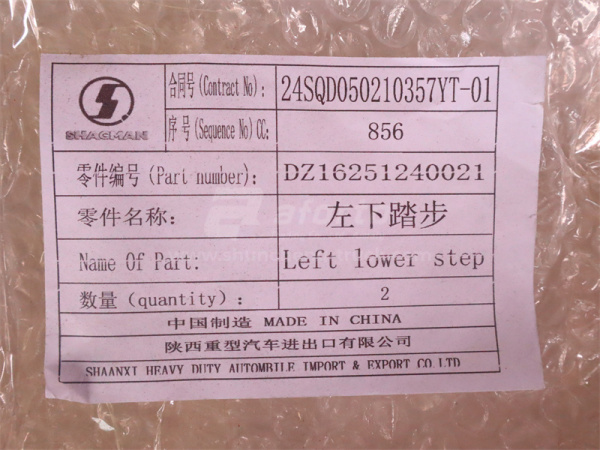 SHACMAN
合同号(Contract No): 24SQD050210357YT-01
序号(Sequence No)CC: 856
零件编号(Part number): DZ16251240021
零件名称: 左下踏步
Name Of Part: Left lower step
数量(quantity): 2
中国制造 MADE IN CHINA
陕西重型汽车进出口有限公司
SHAANXI HEAVY DUTY AUTOMBILE IMPORT & EXPORT CO LTD